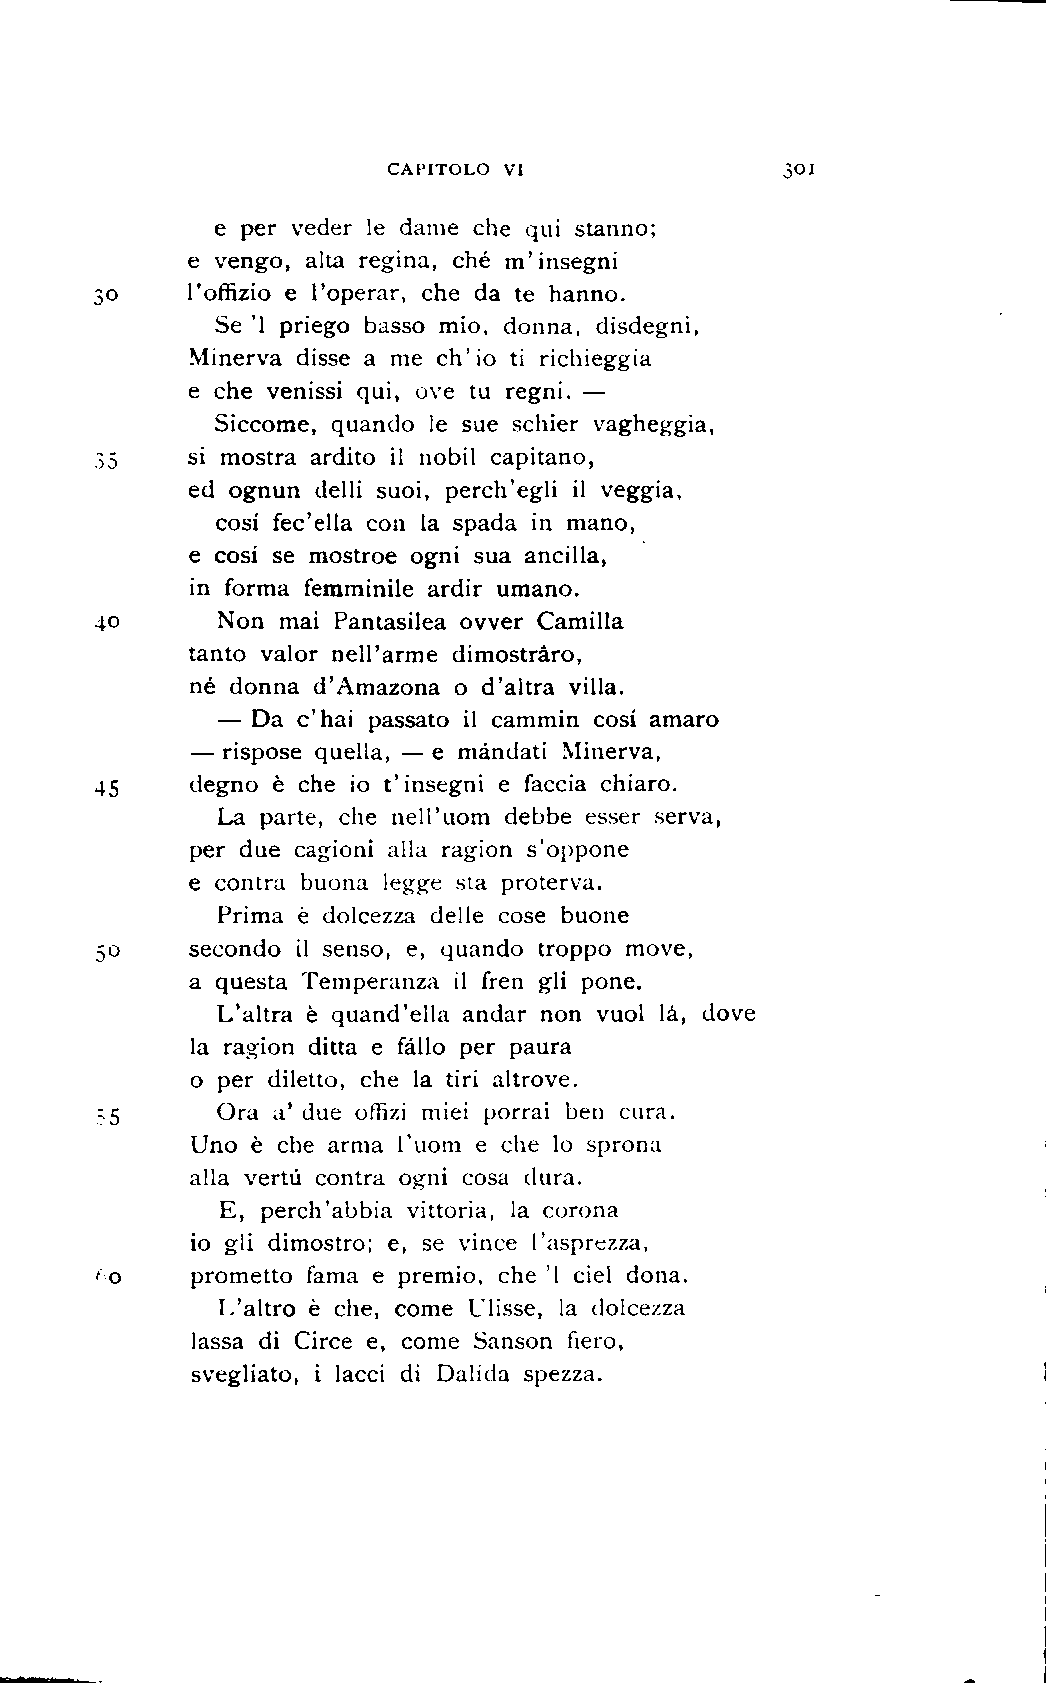 CAPITOLO VI 301
e per veder le dame che qui stanno;
e vengo, alta regina, ché m'insegni
30 l'offizio e l'operar, che da te hanno.
Se 'l priego basso mio, donna, disdegni,
Minerva disse a me ch'io ti richieggia
e che venissi qui, ove tu regni. —
Siccome, quando le sue schier vagheggia,
35 si mostra ardito il nobil capitano,
ed ognun delli suoi, perch'egli il veggia,
cosí fec'ella con la spada in mano,
e cosí se mostroe ogni sua ancilla,
in forma femminile ardir umano.
40 Non mai Pantasilea ovver Camilla
tanto valor nell'arme dimostrâro,
né donna d'Amazona o d'altra villa.
— Da c'hai passato il cammin cosí amaro
— rispose quella, — e mándati Minerva,
45 degno è che io t'insegni e faccia chiaro.
La parte, che nell'uom debbe esser serva,
per due cagioni alla ragion s'oppone
e contra buona legge sta proterva.
Prima è dolcezza delle cose buone
50 secondo il senso, e, quando troppo move,
a questa Temperanza il fren gli pone.
L'altra è quand'ella andar non vuol lá, dove
la ragion ditta e fállo per paura
o per diletto, che la tiri altrove.
55 Ora a' due offizi miei porrai ben cura.
Uno è che arma l'uom e che lo sprona
alla vertú contra ogni cosa dura.
E, perch'abbia vittoria, la corona
io gli dimostro; e, se vince l'asprezza,
60 prometto fama e premio, che 'l ciel dona.
L'altro è che, come Ulisse, la dolcezza
lassa di Circe e, come Sanson fiero,
svegliato, i lacci di Dalida spezza.